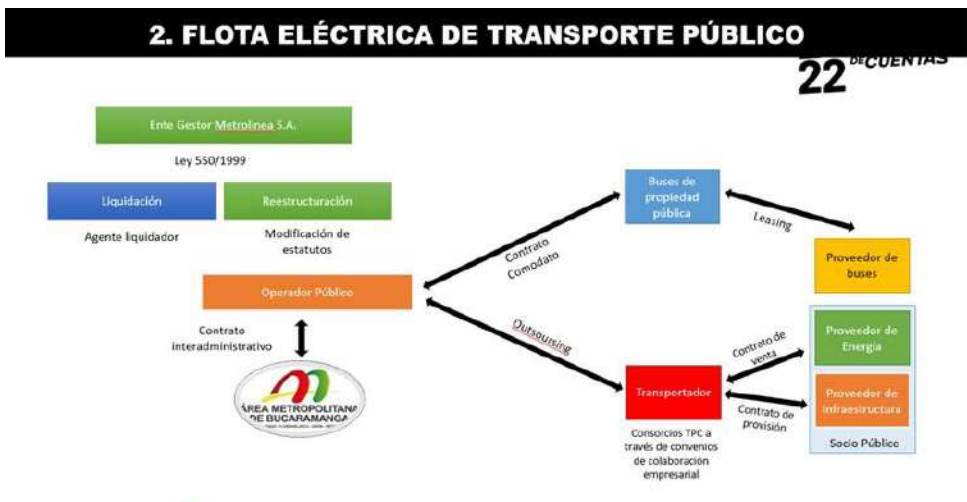 2. FLOTA ELÉCTRICA DE TRANSPORTE PÚBLICO
22 DE CUENTAS
Ente Gestor Metrolinea S.A.
Ley 550/1999
Liquidación
Reestructuración
Agente liquidador
Modificación de
estatutos
Operador Público
Contrato
interadministrativo
ÁREA METROPOLITANA
DE BUCARAMANGA
Contrato
Comodato
Outsoursing
Buses de
propiedad
pública
Leasing
Proveedor de
buses
Transportador
Consorcios TPC a
través de convenios
de colaboración
empresarial
Contrato de
venta
Contrato de
provisión
Proveedor de
Energía
Proveedor de
Infraestructura
Socio Público